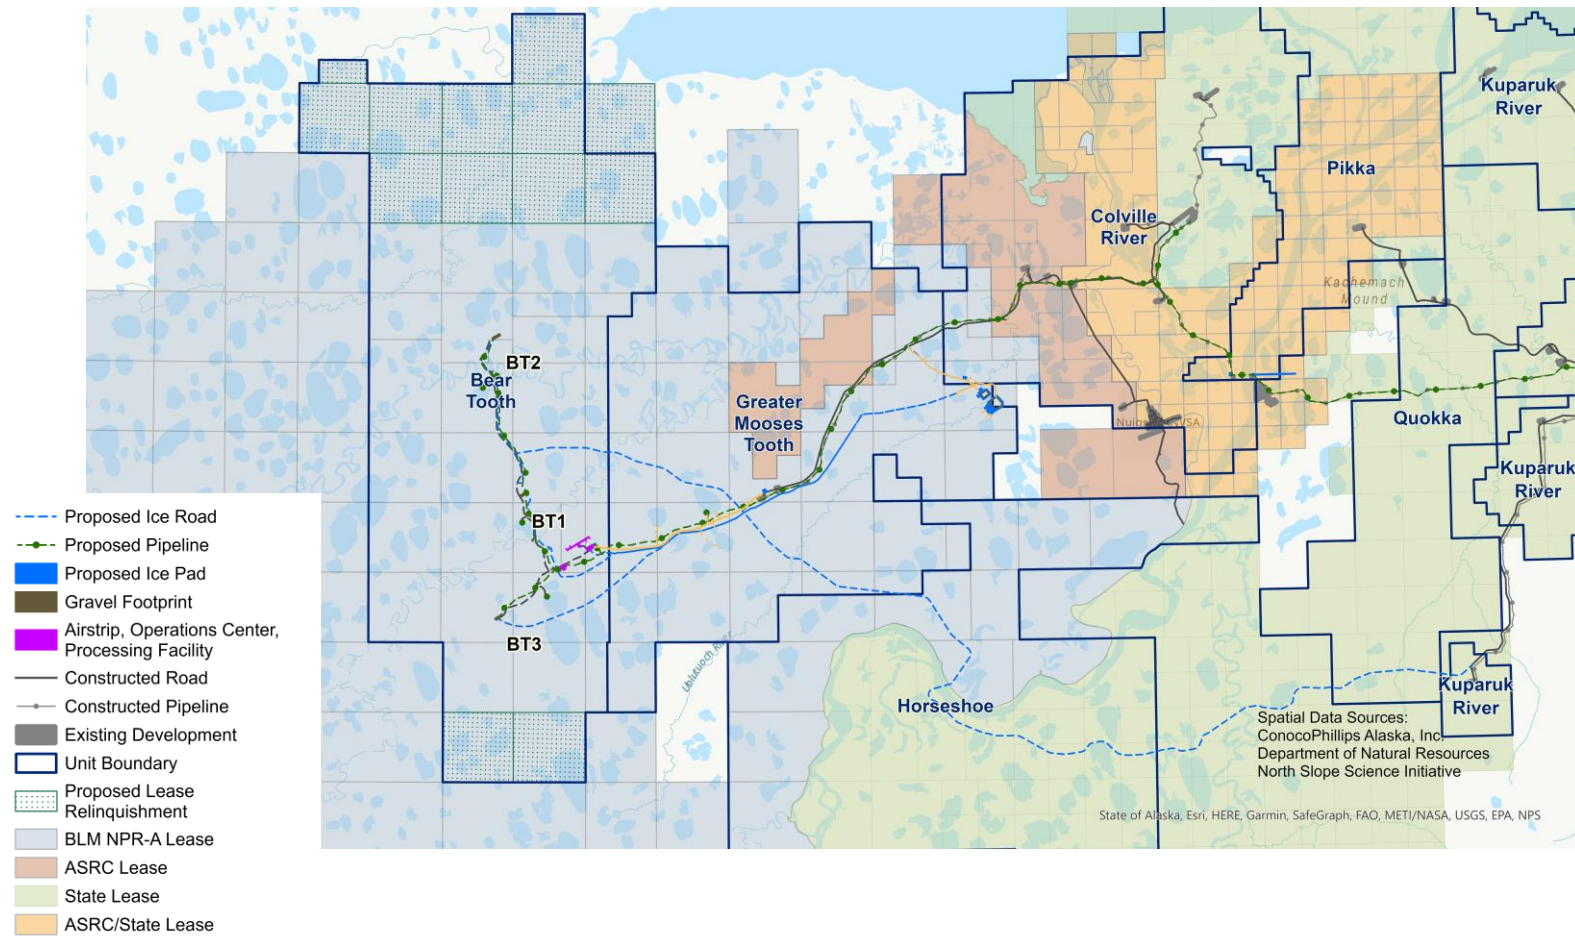 Kuparuk
River
Pikka
Colville
River
Kachemach
Mound
BT2
Bear
Tooth
Greater
Mooses
Tooth
Quokka
Kuparuk
River
BT1
BT3
Ublutuoch River
Horseshoe
Kuparuk
River
Proposed Ice Road
Proposed Pipeline
Proposed Ice Pad
Gravel Footprint
Airstrip, Operations Center,
Processing Facility
Constructed Road
Constructed Pipeline
Existing Development
Unit Boundary
Proposed Lease
Relinquishment
BLM NPR-A Lease
ASRC Lease
State Lease
ASRC/State Lease
Spatial Data Sources:
ConocoPhillips Alaska, Inc.
Department of Natural Resources
North Slope Science Initiative
State of Alaska, Esri, HERE, Garmin, SafeGraph, FAO, METI/NASA, USGS, EPA, NPS